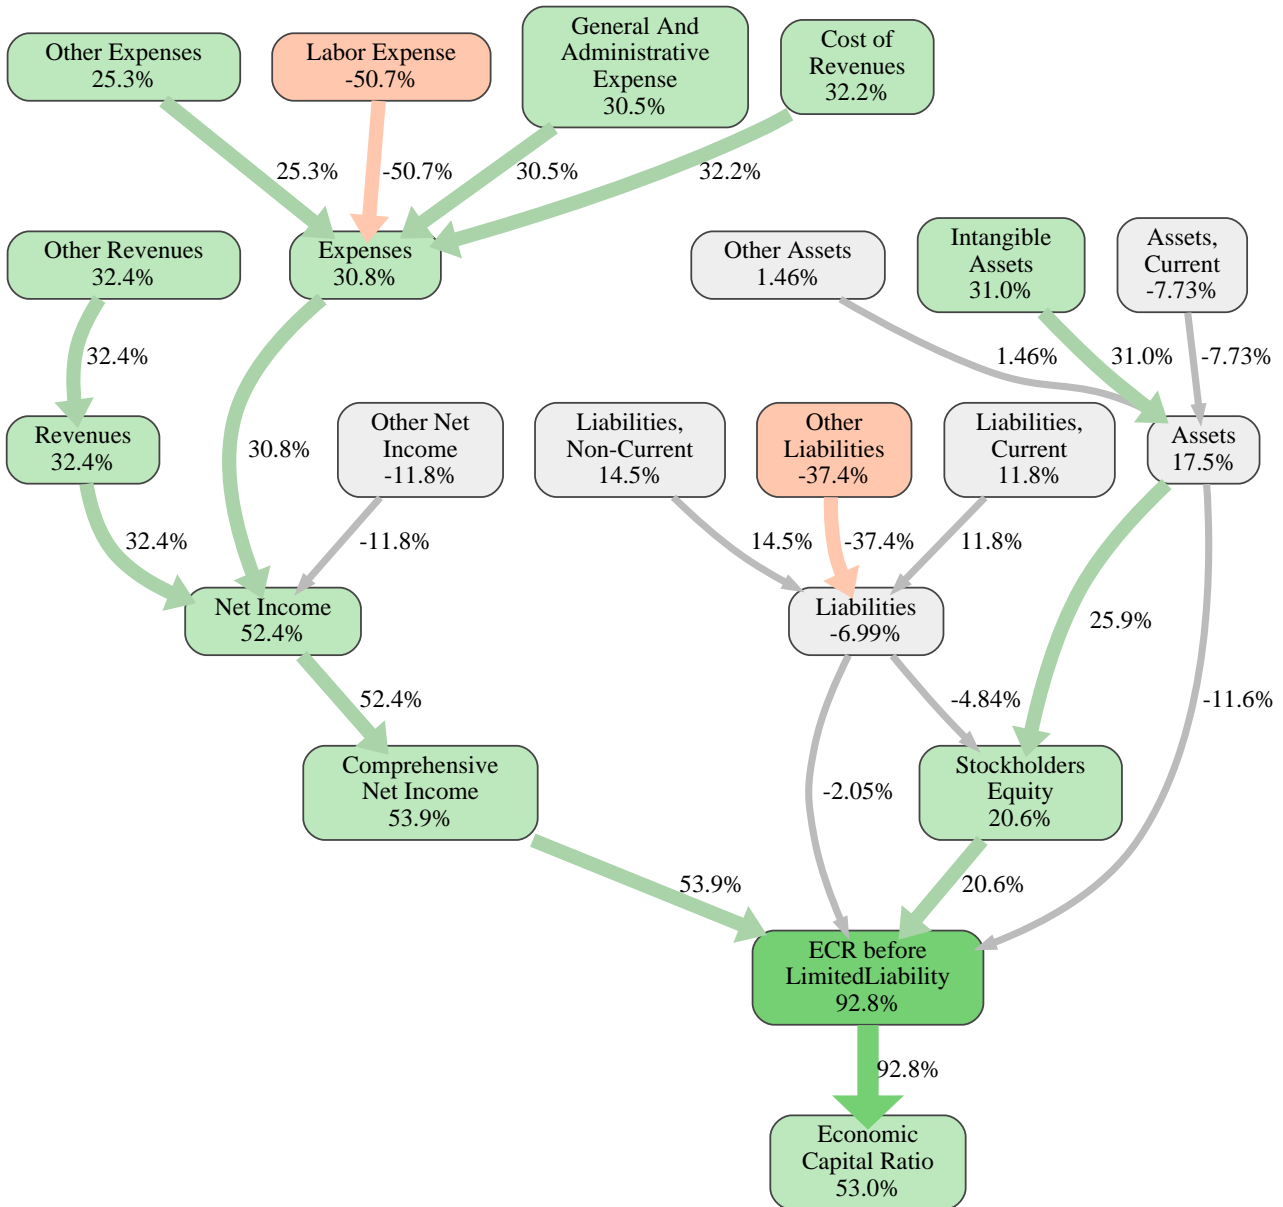 Other Expenses
25.3%
Labor Expense
-50.7%
General And
Administrative
Expense
30.5%
Cost of
Revenues
32.2%
25.3%
-50.7%
30.5%
32.2%
Other Revenues
32.4%
Expenses
30.8%
Other Assets
1.46%
Intangible
Assets
31.0%
Assets,
Current
-7.73%
32.4%
1.46%
31.0%
-7.73%
Revenues
32.4%
30.8%
Other Net
Income
-11.8%
Liabilities,
Non-Current
14.5%
Other
Liabilities
-37.4%
Liabilities,
Current
11.8%
Assets
17.5%
32.4%
-11.8%
14.5%
-37.4%
11.8%
Net Income
52.4%
Liabilities
-6.99%
25.9%
52.4%
-4.84%
-11.6%
Comprehensive
Net Income
53.9%
-2.05%
Stockholders
Equity
20.6%
53.9%
20.6%
ECR before
LimitedLiability
92.8%
92.8%
Economic
Capital Ratio
53.0%